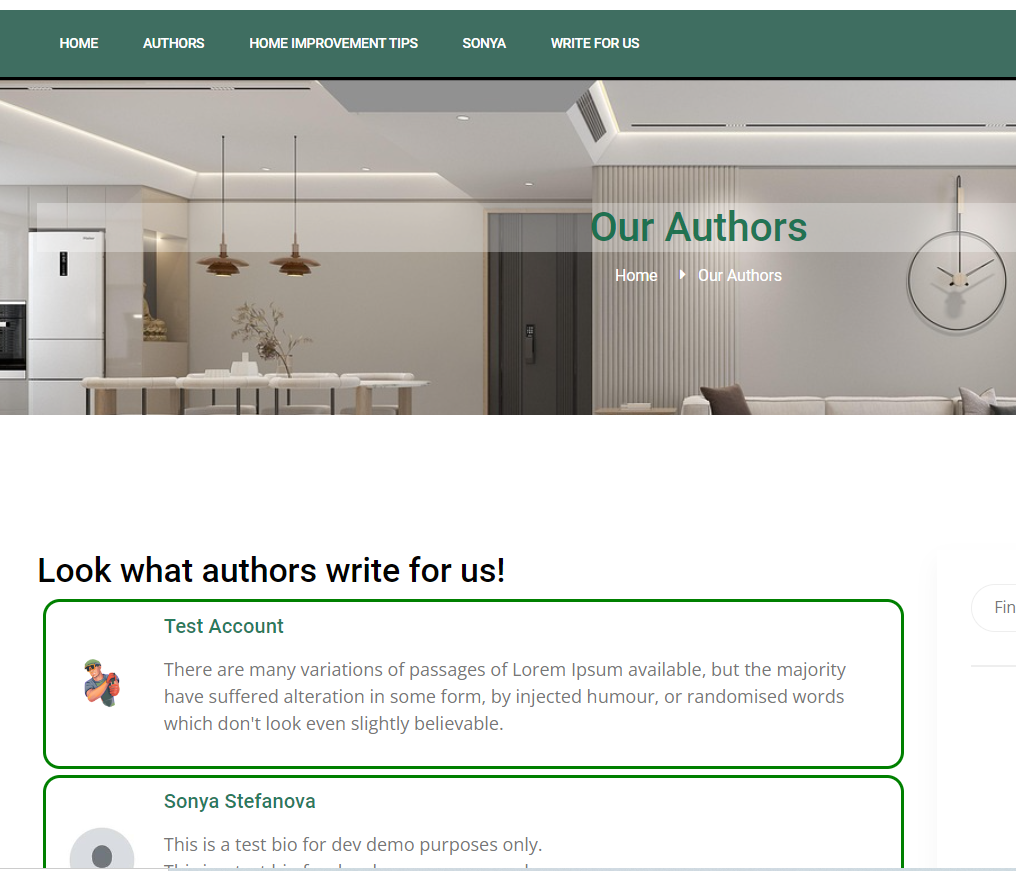 HOME AUTHORS HOME IMPROVEMENT TIPS SONYA WRITE FOR US
Our Authors
Home Our Authors
Look what authors write for us!
Fin
Test Account
There are many variations of passages of Lorem Ipsum available, but the majority
have suffered alteration in some form, by injected humour, or randomised words
which don't look even slightly believable.
Sonya Stefanova
This is a test bio for dev demo purposes only.